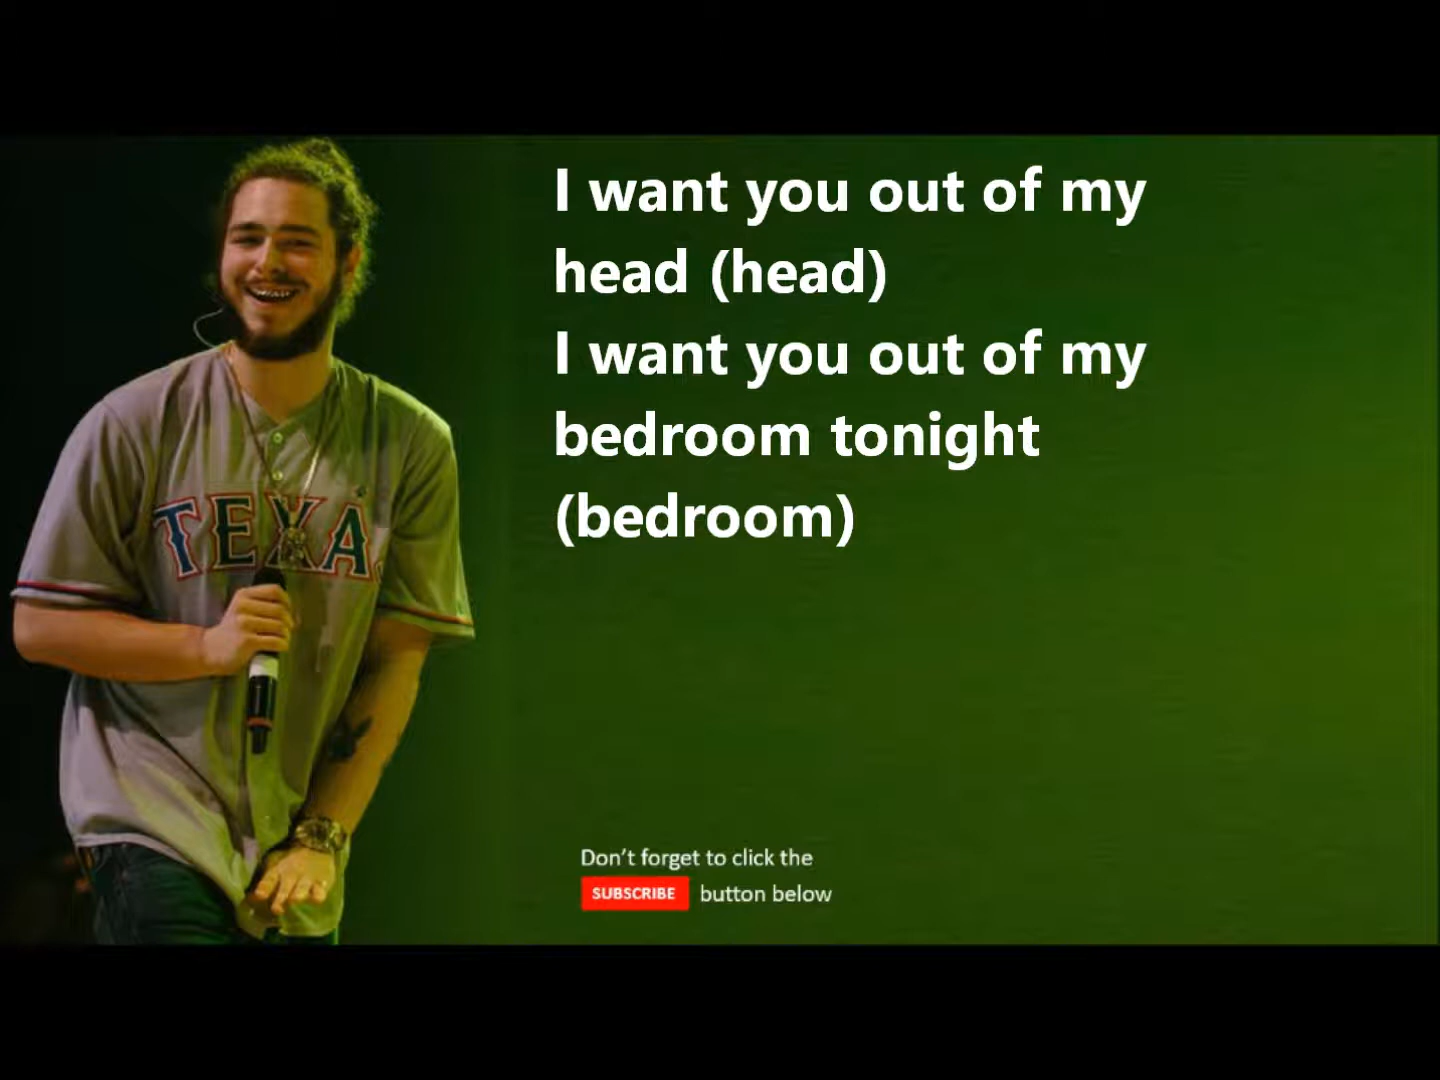 I want you out of my
head (head)
I want you out of my
bedroom tonight
(bedroom)
TEXA
Don't forget to click the
SUBSCRIBE button below